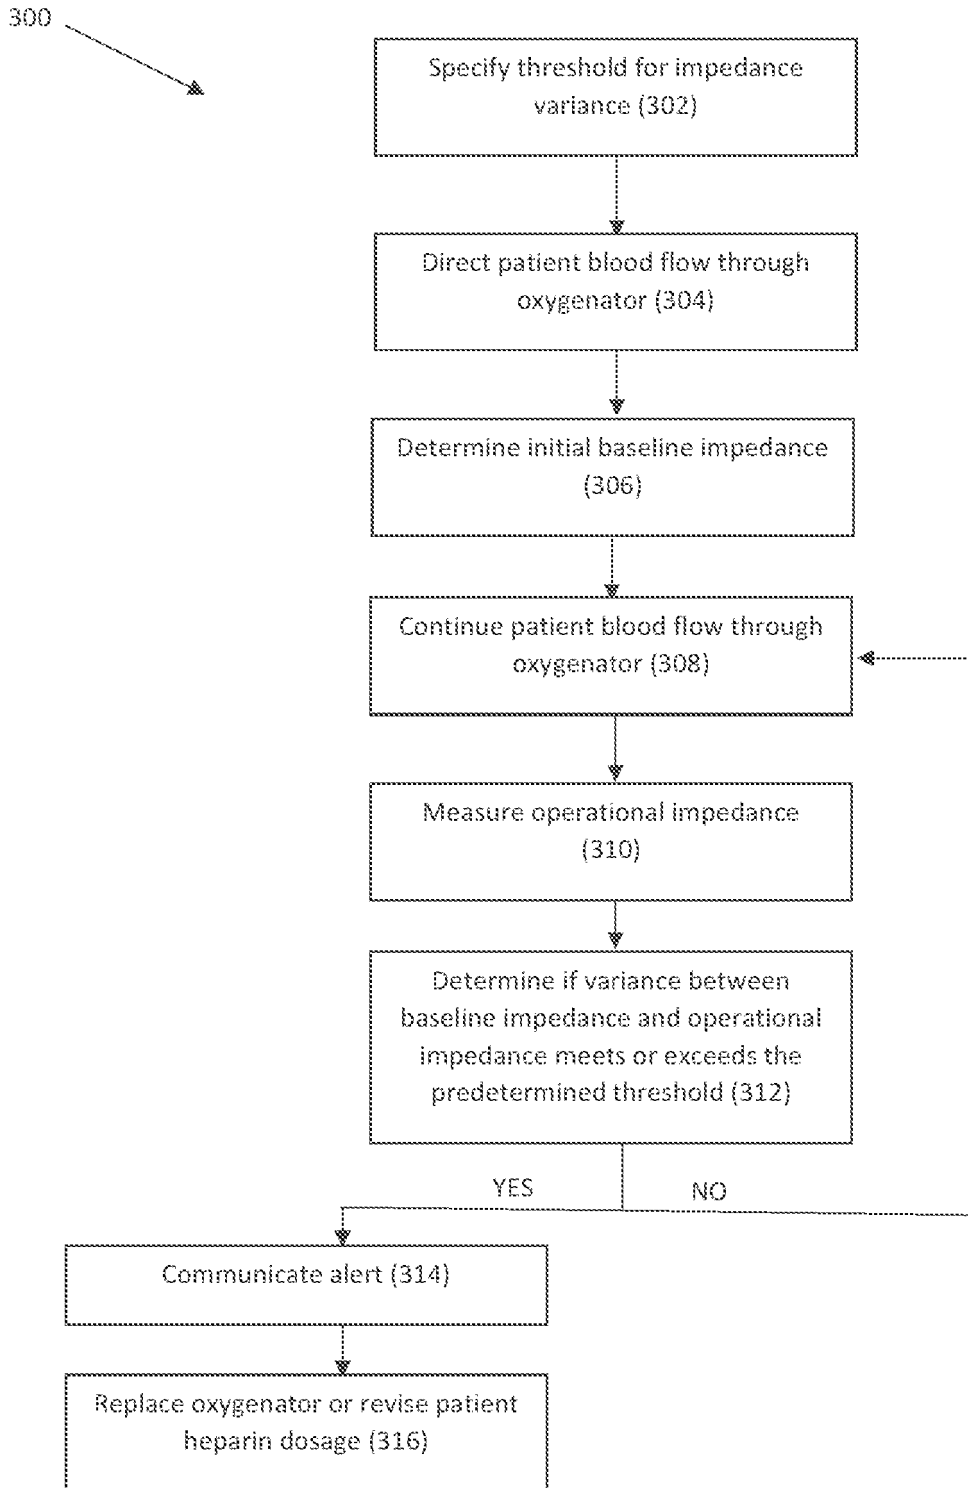 300
Specify threshold for impedance
variance (302)
Direct patient blood flow through
oxygenator (304)
Determine initial baseline impedance
(306)
Continue patient blood flow through
oxygenator (308)
Measure operational impedance
(310)
Determine if variance between
baseline impedance and operational
impedance meets or exceeds the
predetermined threshold (312)
YES
NO
Communicate alert (314)
Replace oxygenator or revise patient
heparin dosage (316)